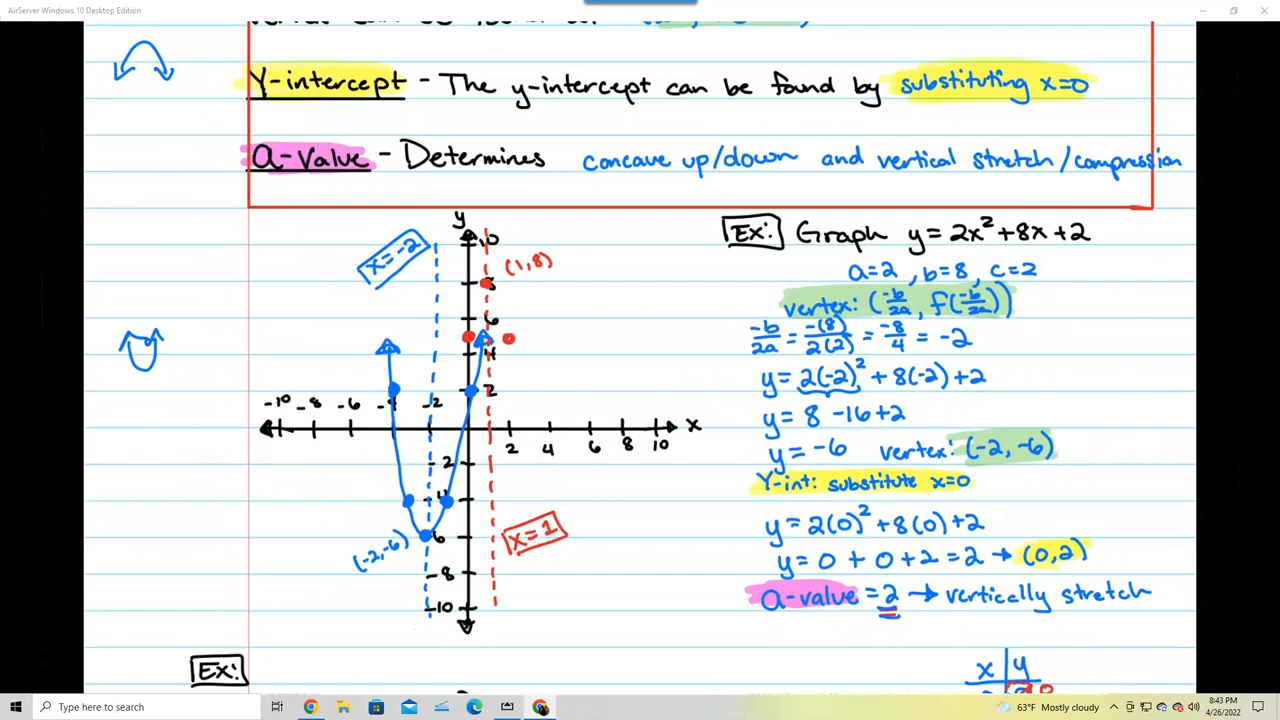 AirServer Windows 10 Desktop Edition
Y-intercept - The y-intercept can be found by substituting x=0
a-value - Determines concave up/down and vertical stretch/compression
y
10
x=-2
(1,8)
8
6
4
2
-10 -8 -6 -4 -2
2 4 6 8 10
x
-2
-4
-6
-8
-10
(-2,-6)
x=1
Ex: Graph y=2x²+8x+2
a=2, b=8, c=2
vertex: (-b/2a, f(-b/2a))
-b/2a = -(8)/2(2) = -8/4 = -2
y= 2(-2)² + 8(-2) +2
y= 8 -16+2
y= -6 vertex: (-2, -6)
Y-int: substitute x=0
y= 2(0)² +8(0) +2
y= 0 + 0 +2 =2 → (0,2)
a-value = 2 → vertically stretch
Ex:
x y
Type here to search
63°F Mostly cloudy
8:43 PM
4/26/2022